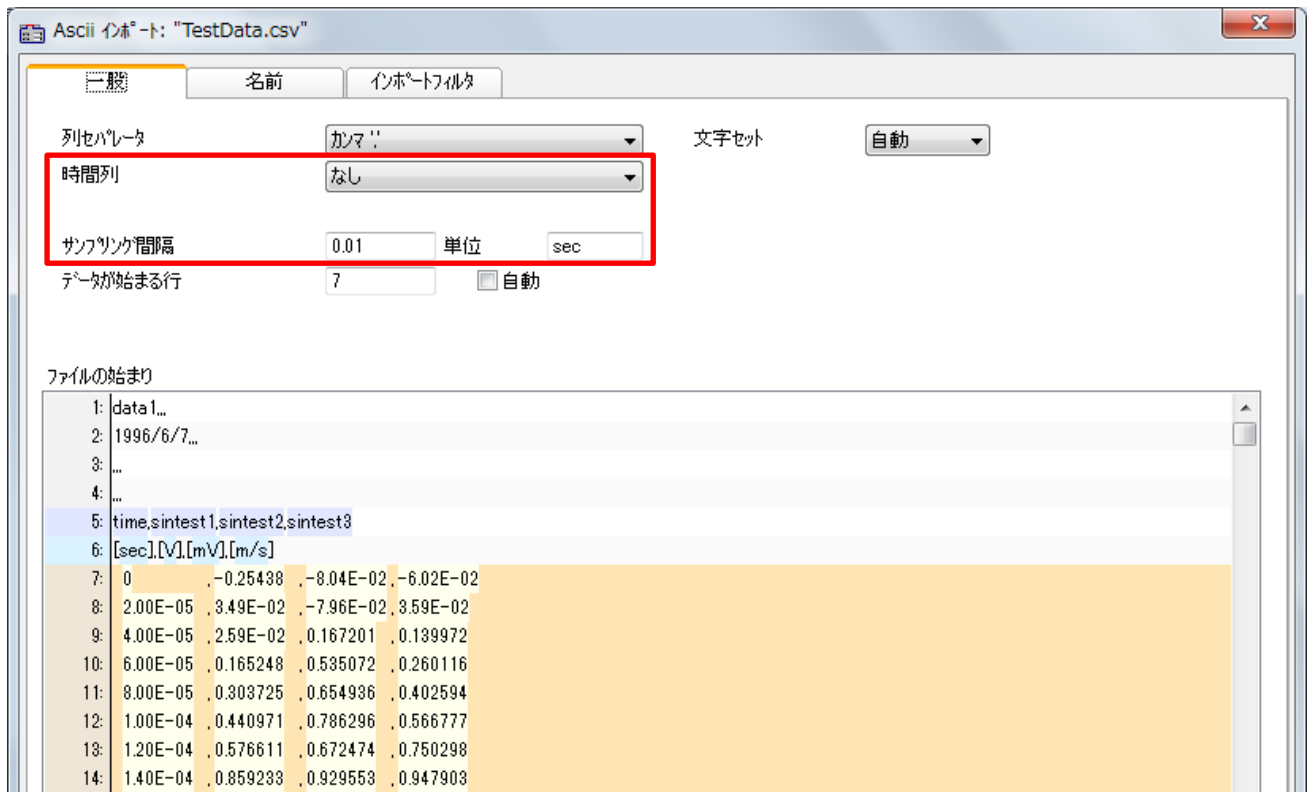 Ascii ｲﾝﾎﾟｰﾄ: "TestData.csv"
一般 名前 ｲﾝﾎﾟｰﾄﾌｨﾙﾀ
列ｾﾊﾟﾚｰﾀ ｶﾝﾏ ',' 文字ｾｯﾄ 自動
時間列 なし
ｻﾝﾌﾟﾘﾝｸﾞ間隔 0.01 単位 sec
ﾃﾞｰﾀが始まる行 7 自動
ﾌｧｲﾙの始まり
1: data1,,,
2: 1996/6/7,,,
3: ,,,
4: ,,,
5: time,sintest1,sintest2,sintest3
6: [sec],[V],[mV],[m/s]
7: 0 ,-0.25438 ,-8.04E-02,-6.02E-02
8: 2.00E-05 ,3.49E-02 ,-7.96E-02,3.59E-02
9: 4.00E-05 ,2.59E-02 ,0.167201 ,0.139972
10: 6.00E-05 ,0.165248 ,0.535072 ,0.260116
11: 8.00E-05 ,0.303725 ,0.654936 ,0.402594
12: 1.00E-04 ,0.440971 ,0.786296 ,0.566777
13: 1.20E-04 ,0.576611 ,0.672474 ,0.750298
14: 1.40E-04 ,0.859233 ,0.929553 ,0.947903